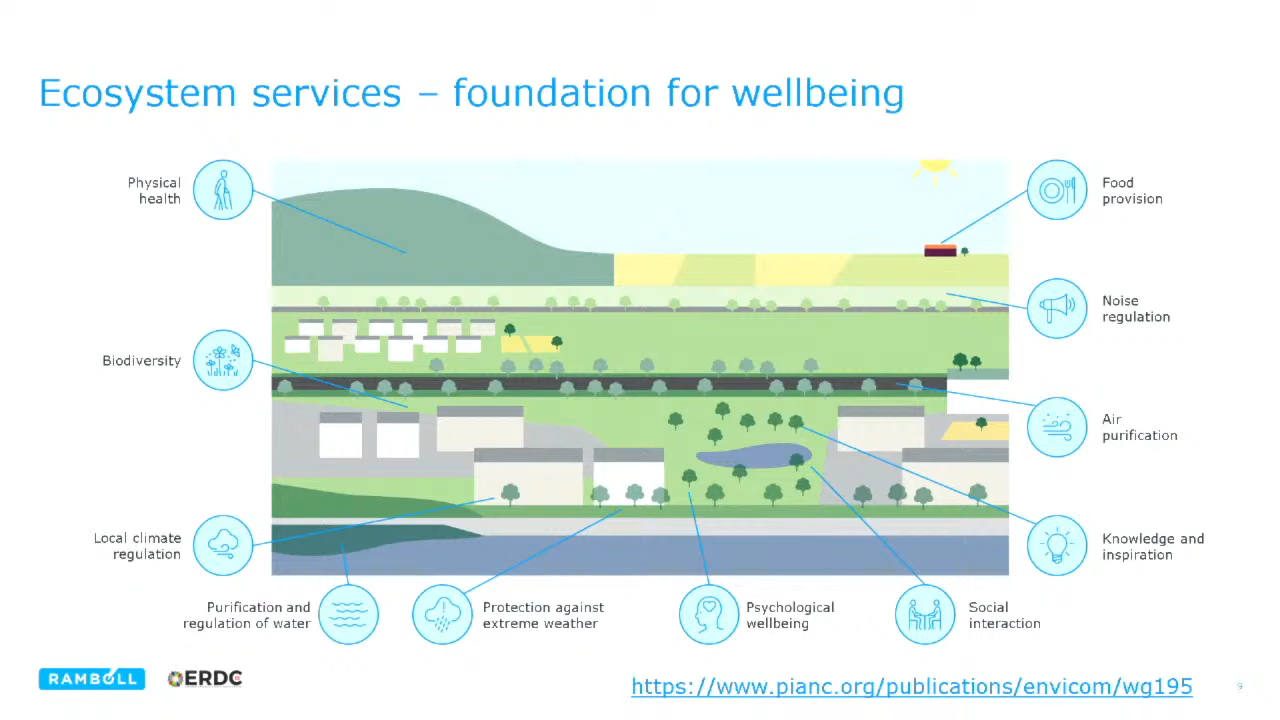 Ecosystem services – foundation for wellbeing
Physical
health
Food
provision
Noise
regulation
Biodiversity
Air
purification
Local climate
regulation
Knowledge and
inspiration
Purification and
regulation of water
Protection against
extreme weather
Psychological
wellbeing
Social
interaction
RAMBOLL
ERDC
https://www.pianc.org/publications/envicom/wg195
9